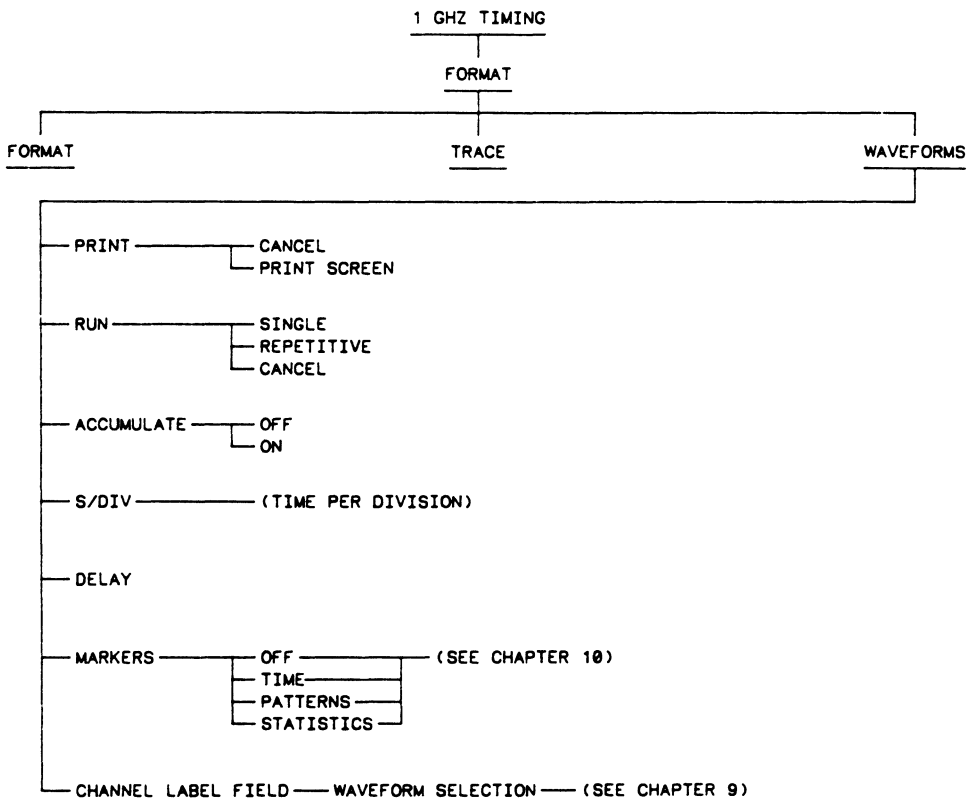 1 GHZ TIMING
FORMAT
FORMAT TRACE WAVEFORMS
PRINT CANCEL
PRINT SCREEN
RUN SINGLE
REPETITIVE
CANCEL
ACCUMULATE OFF
ON
S/DIV (TIME PER DIVISION)
DELAY
MARKERS OFF (SEE CHAPTER 10)
TIME
PATTERNS
STATISTICS
CHANNEL LABEL FIELD WAVEFORM SELECTION (SEE CHAPTER 9)